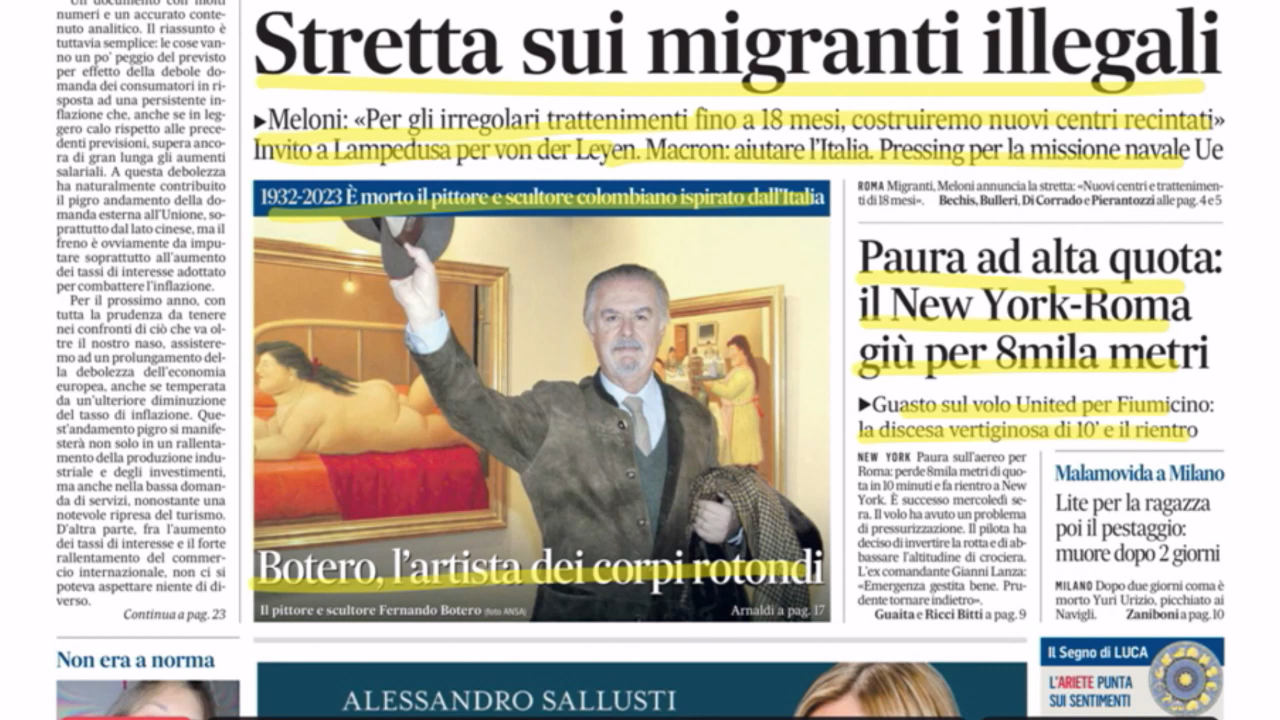 Un documento con molti
numeri e un accurato conte-
nuto analitico. Il riassunto è
tuttavia semplice: le cose van-
no un po' peggio del previsto
per effetto della debole do-
manda dei consumatori in ri-
sposta ad una persistente in-
flazione che, anche se in leg-
gero calo rispetto alle prece-
denti previsioni, supera anco-
ra di gran lunga gli aumenti
salariali. A questa debolezza
ha naturalmente contribuito
il pigro andamento della do-
manda esterna all'Unione, so-
prattutto dal lato cinese, ma il
freno è ovviamente da impu-
tare soprattutto all'aumento
dei tassi di interesse adottato
per combattere l'inflazione.
Per il prossimo anno, con
tutta la prudenza da tenere
nei confronti di ciò che va ol-
tre il nostro naso, assistere-
mo ad un prolungamento del-
la debolezza dell'economia
europea, anche se temperata
da un'ulteriore diminuzione
del tasso di inflazione. Que-
st'andamento pigro si manife-
sterà non solo in un rallenta-
mento della produzione indu-
striale e degli investimenti,
ma anche nella bassa doman-
da di servizi, nonostante una
notevole ripresa del turismo.
D'altra parte, fra l'aumento
dei tassi di interesse e il forte
rallentamento del commer-
cio internazionale, non ci si
poteva aspettare niente di di-
verso.
Continua a pag. 23
Non era a norma
Stretta sui migranti illegali
▶Meloni: «Per gli irregolari trattenimenti fino a 18 mesi, costruiremo nuovi centri recintati»
Invito a Lampedusa per von der Leyen. Macron: aiutare l'Italia. Pressing per la missione navale Ue
1932-2023 È morto il pittore e scultore colombiano ispirato dall'Italia
Botero, l'artista dei corpi rotondi
Il pittore e scultore Fernando Botero (foto ANSA)
Arnaldi a pag. 17
ROMA Migranti, Meloni annuncia la stretta: «Nuovi centri e trattenimen-
ti di 18 mesi». Bechis, Bulleri, Di Corrado e Pierantozzi alle pag. 4 e 5
Paura ad alta quota:
il New York-Roma
giù per 8mila metri
▶Guasto sul volo United per Fiumicino:
la discesa vertiginosa di 10' e il rientro
NEW YORK Paura sull'aereo per
Roma: perde 8mila metri di quo-
ta in 10 minuti e fa rientro a New
York. È successo mercoledì se-
ra. Il volo ha avuto un problema
di pressurizzazione. Il pilota ha
deciso di invertire la rotta e di ab-
bassare l'altitudine di crociera.
L'ex comandante Gianni Lanza:
«Emergenza gestita bene. Pru-
dente tornare indietro».
Guaita e Ricci Bitti a pag. 9
Malamovida a Milano
Lite per la ragazza
poi il pestaggio:
muore dopo 2 giorni
MILANO Dopo due giorni coma è
morto Yuri Urizio, picchiato ai
Navigli. Zaniboni a pag. 10
ALESSANDRO SALLUSTI
Il Segno di LUCA
L'ARIETE PUNTA
SUI SENTIMENTI